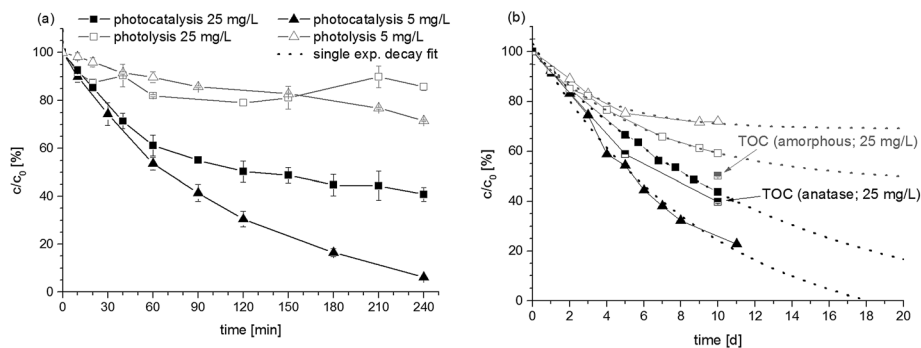 (a)
photocatalysis 25 mg/L
photocatalysis 5 mg/L
photolysis 25 mg/L
photolysis 5 mg/L
single exp. decay fit
100
80
60
40
20
0
c/c0 [%]
0 30 60 90 120 150 180 210 240
time [min]
(b)
100
80
60
40
20
0
c/c0 [%]
TOC (amorphous; 25 mg/L)
TOC (anatase; 25 mg/L)
0 2 4 6 8 10 12 14 16 18 20
time [d]